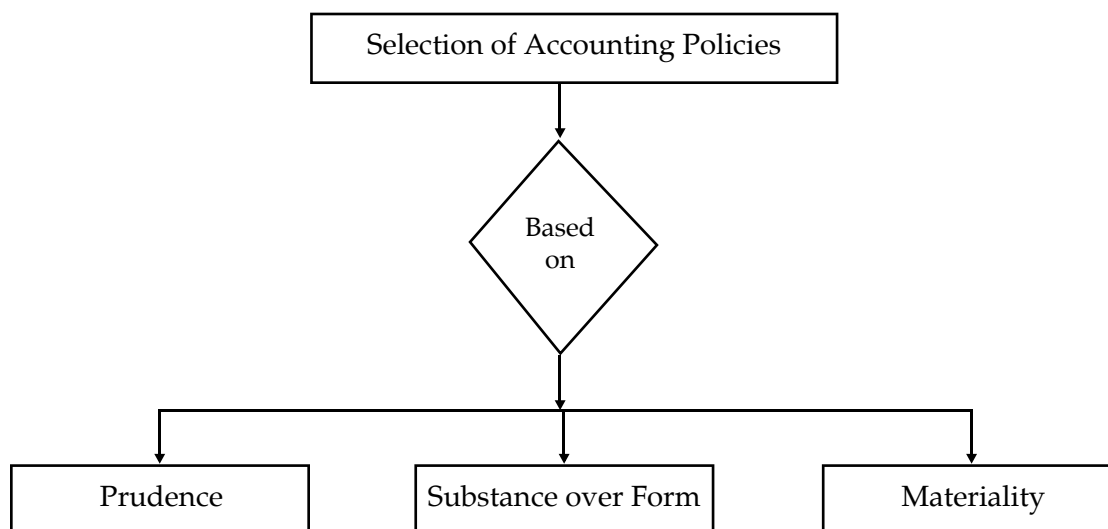 Selection of Accounting Policies
Based
on
Prudence
Substance over Form
Materiality